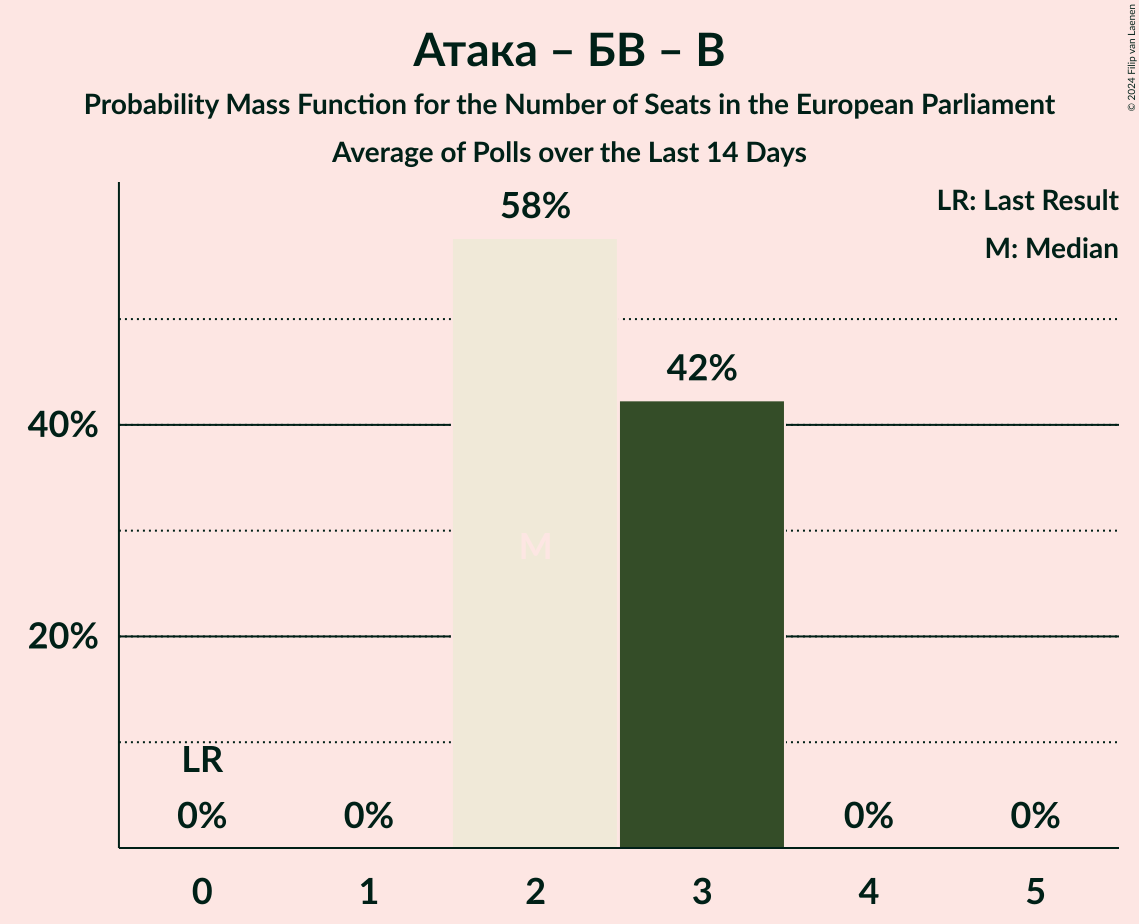 Атака – БВ – В
Probability Mass Function for the Number of Seats in the European Parliament
Average of Polls over the Last 14 Days
© 2024 Filip van Laenen
LR: Last Result
M: Median
58%
42%
40%
M
20%
LR
0%
0%
0%
0%
0
1
2
3
4
5